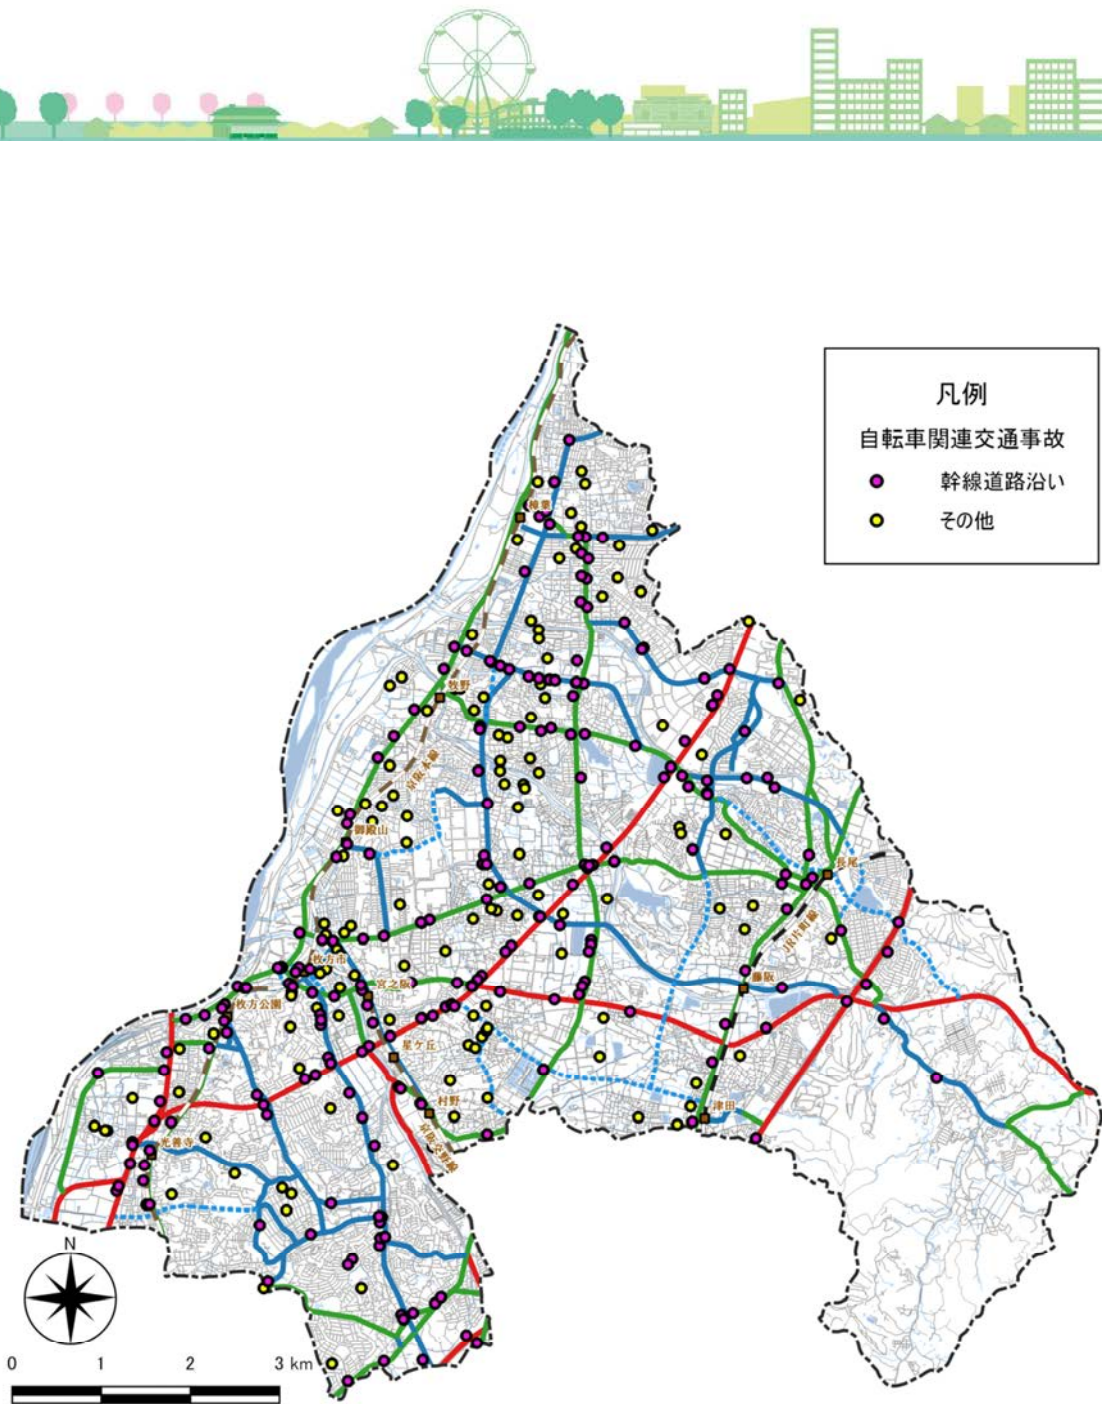 凡例
自転車関連交通事故
幹線道路沿い
その他
樟葉
牧野
京阪本線
御殿山
長尾
JR片町線
枚方市
宮之阪
藤阪
枚方公園
星ケ丘
村野
津田
京阪交野線
光善寺
N
0 1 2 3 km